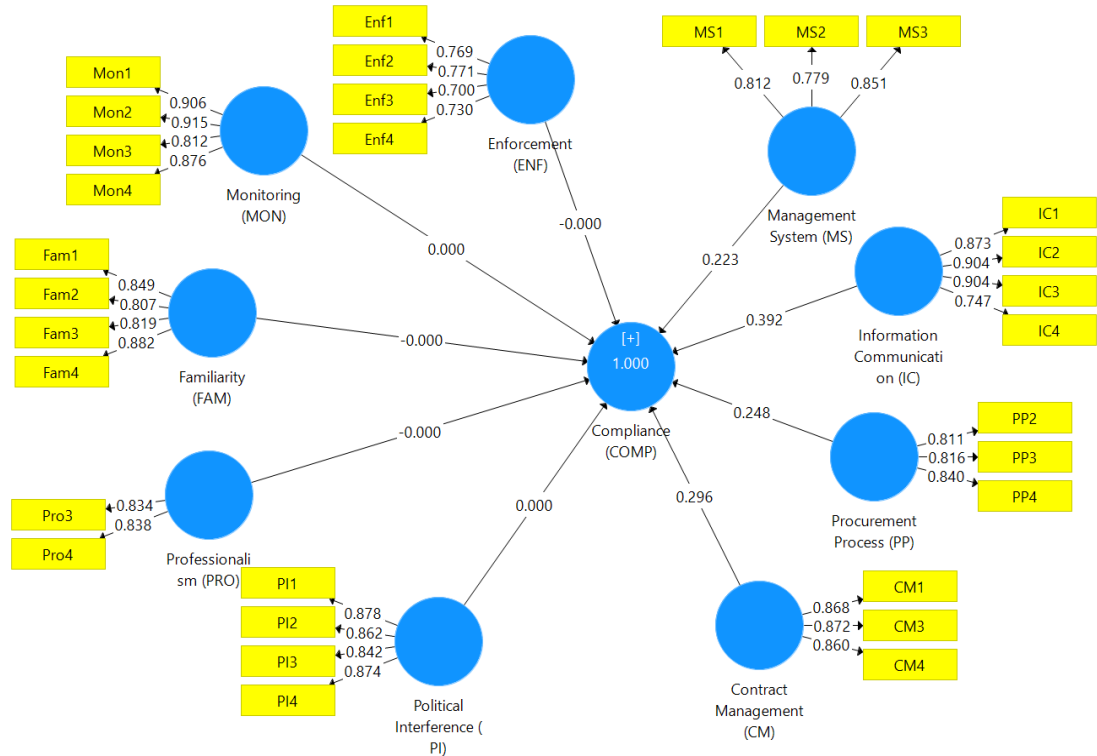 Enf1
Enf2
Enf3
Enf4
0.769
0.771
0.700
0.730
Enforcement
(ENF)
MS1
MS2
MS3
0.812
0.779
0.851
Management
System (MS)
Mon1
Mon2
Mon3
Mon4
0.906
0.915
0.812
0.876
Monitoring
(MON)
IC1
IC2
IC3
IC4
0.873
0.904
0.904
0.747
Information
Communicati
on (IC)
Fam1
Fam2
Fam3
Fam4
0.849
0.807
0.819
0.882
Familiarity
(FAM)
-0.000
0.000
0.223
0.392
-0.000
[+]
1.000
Compliance
(COMP)
-0.000
0.248
0.296
0.000
PP2
PP3
PP4
0.811
0.816
0.840
Procurement
Process (PP)
Pro3
Pro4
0.834
0.838
Professionali
sm (PRO)
PI1
PI2
PI3
PI4
0.878
0.862
0.842
0.874
Political
Interference (
PI)
CM1
CM3
CM4
0.868
0.872
0.860
Contract
Management
(CM)